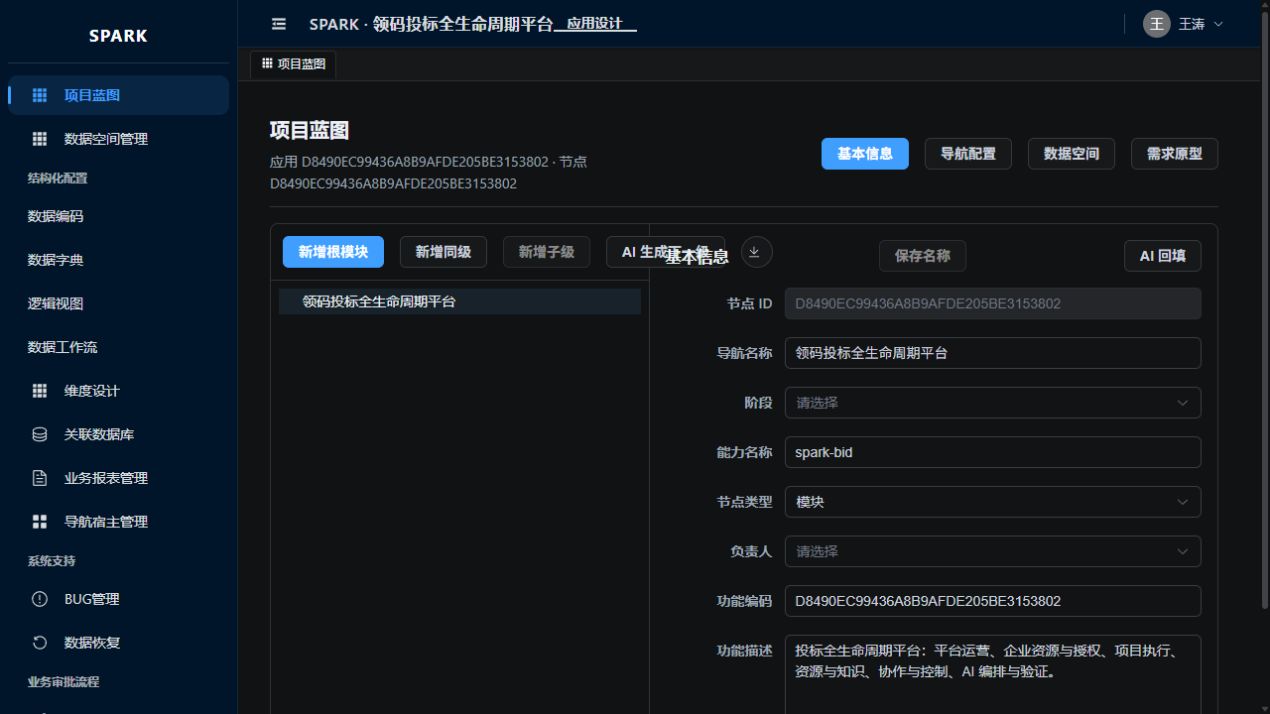 SPARK
SPARK · 领码投标全生命周期平台 应用设计
王 王涛
项目蓝图
项目蓝图
数据空间管理
结构化配置
数据编码
数据字典
逻辑视图
数据工作流
维度设计
关联数据库
业务报表管理
导航宿主管理
系统支持
BUG管理
数据恢复
业务审批流程
项目蓝图
应用 D8490EC99436A8B9AFDE205BE3153802 · 节点
D8490EC99436A8B9AFDE205BE3153802
基本信息 导航配置 数据空间 需求原型
新增根模块 新增同级 新增子级 AI 生成下一级
领码投标全生命周期平台
基本信息 保存名称 AI 回填
节点 ID D8490EC99436A8B9AFDE205BE3153802
导航名称 领码投标全生命周期平台
阶段 请选择
能力名称 spark-bid
节点类型 模块
负责人 请选择
功能编码 D8490EC99436A8B9AFDE205BE3153802
功能描述 投标全生命周期平台：平台运营、企业资源与授权、项目执行、
资源与知识、协作与控制、AI 编排与验证。